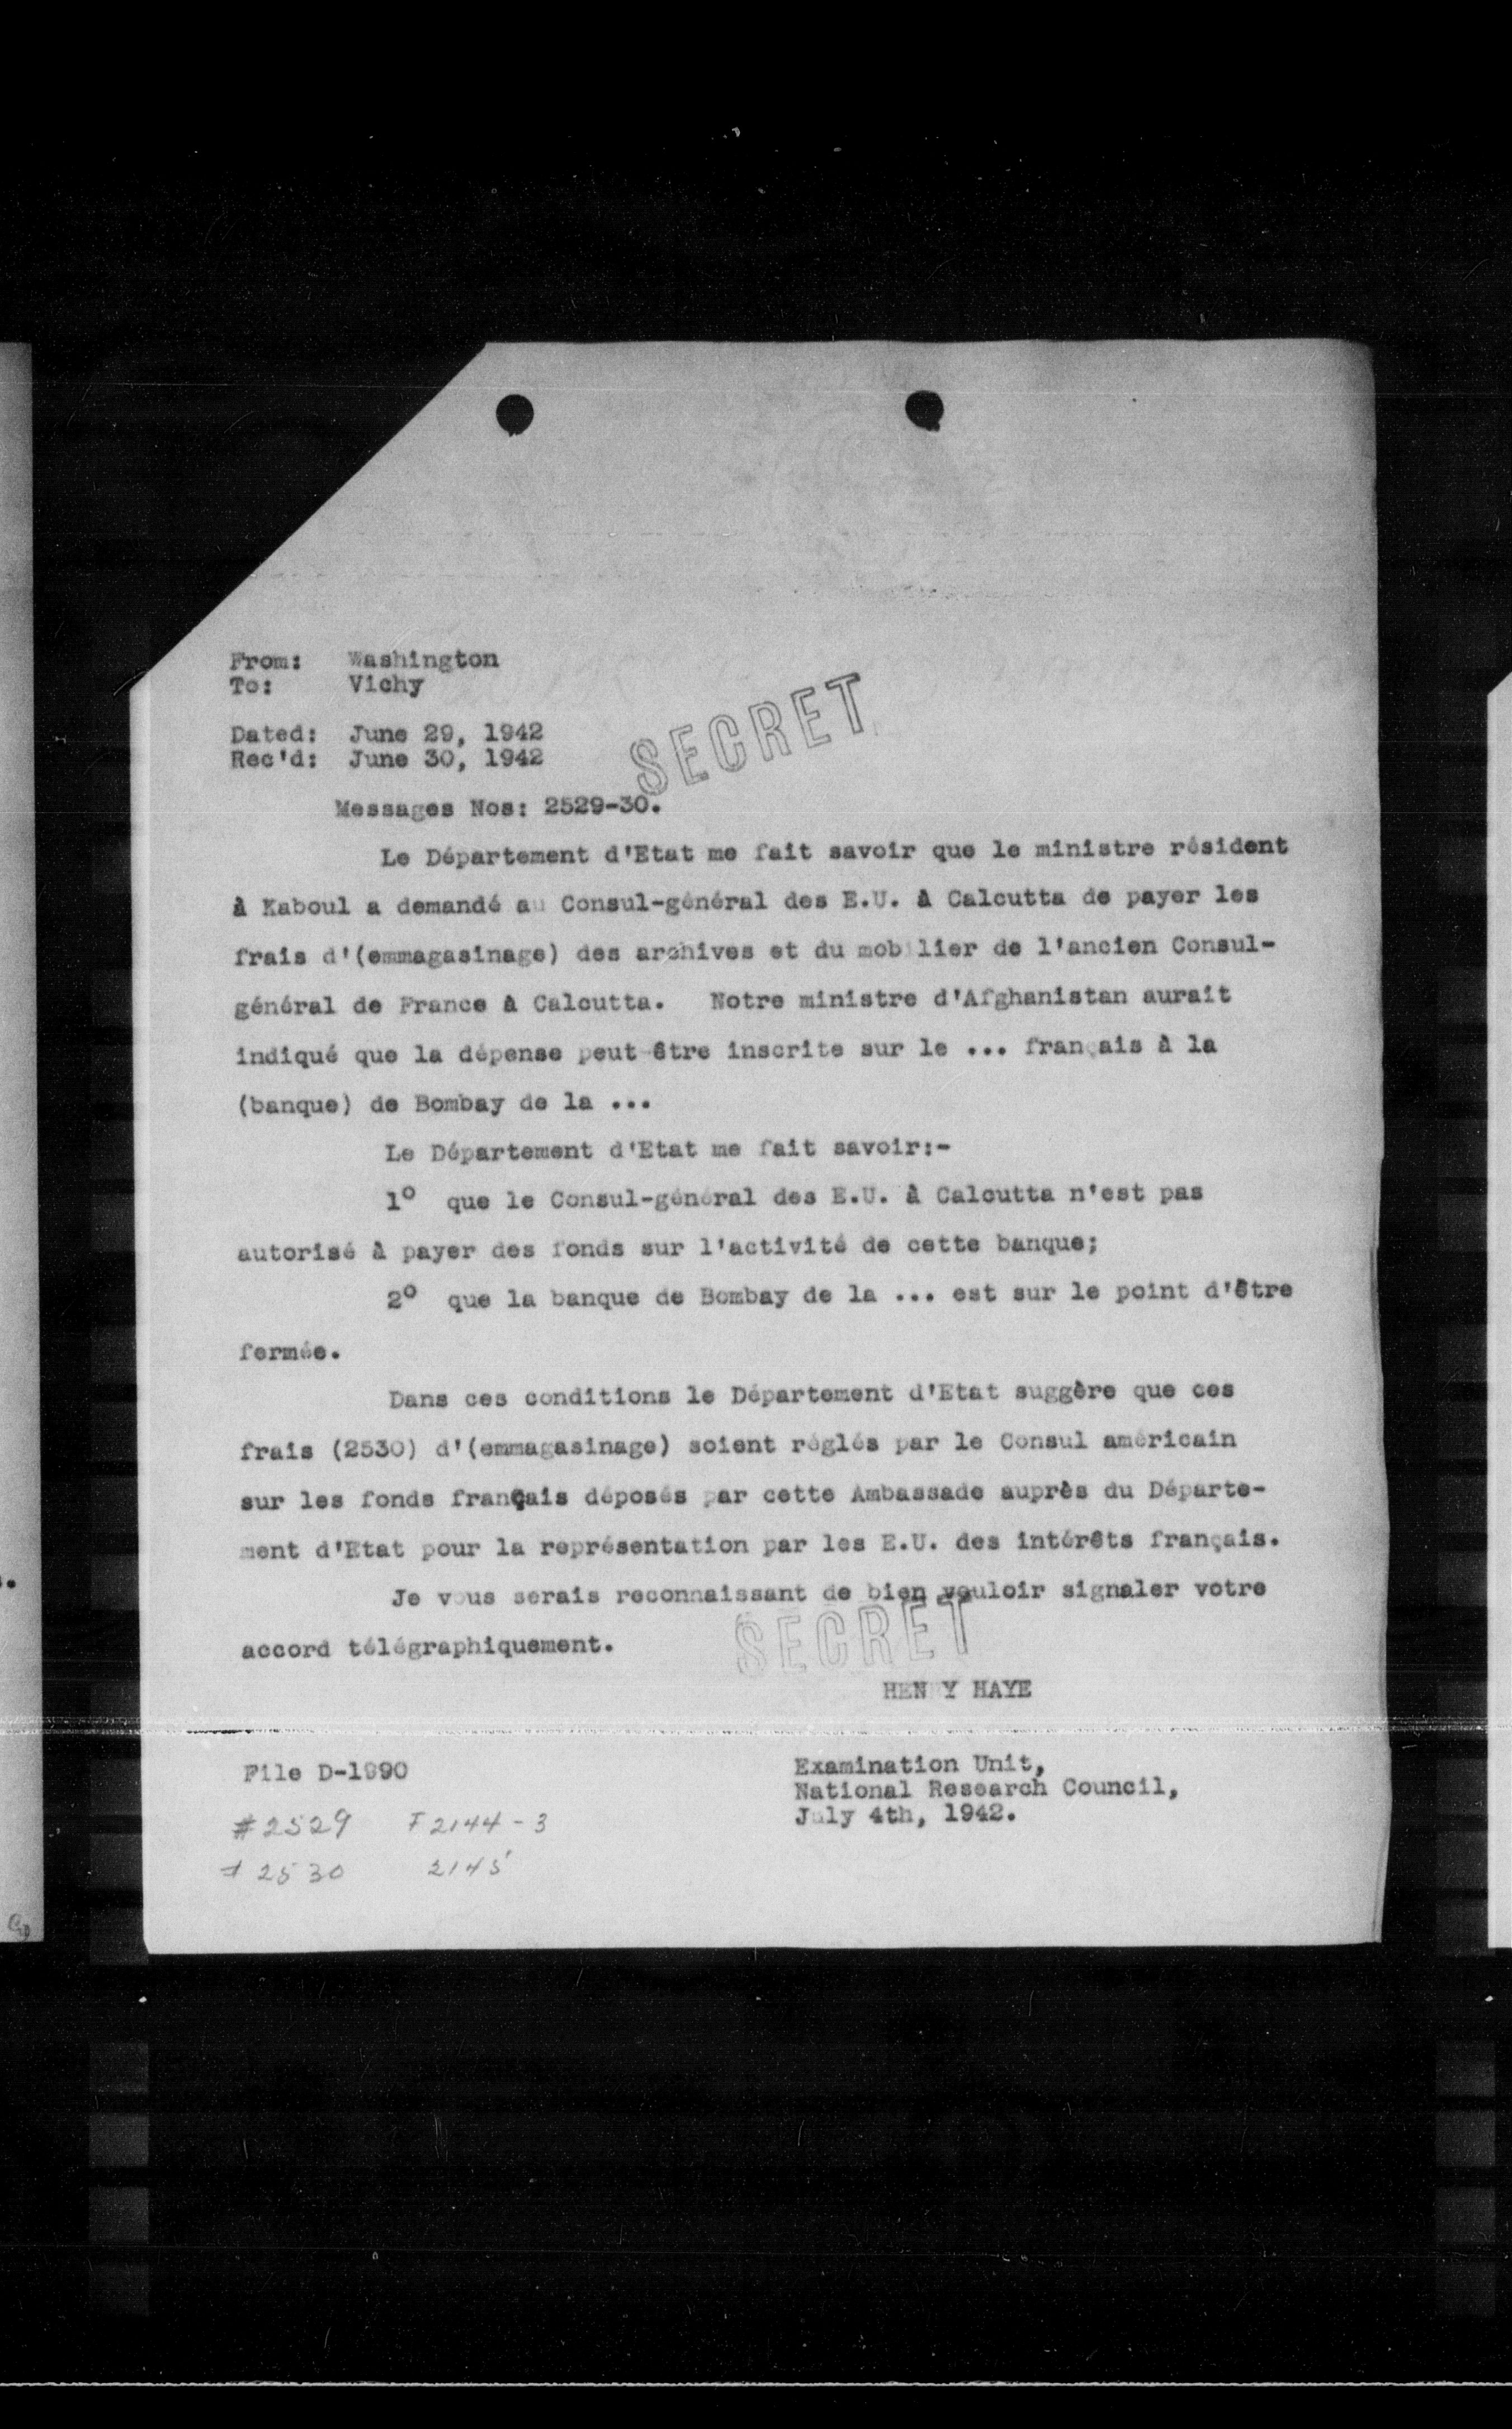 From: Washington
To: Vichy
Dated: June 29, 1942
Rec'd: June 30, 1942
SECRET
Messages Nos: 2529-30.
Le Département d'Etat me fait savoir que le ministre résident
à Kaboul a demandé au Consul-général des E.U. à Calcutta de payer les
frais d'(emmagasinage) des archives et du mobilier de l'ancien Consul-
général de France à Calcutta. Notre ministre d'Afghanistan aurait
indiqué que la dépense peut être inscrite sur le ... français à la
(banque) de Bombay de la ...
Le Département d'Etat me fait savoir:-
1° que le Consul-général des E.U. à Calcutta n'est pas
autorisé à payer des fonds sur l'activité de cette banque;
2° que la banque de Bombay de la ... est sur le point d'être
fermée.
Dans ces conditions le Département d'Etat suggère que ces
frais (2530) d'(emmagasinage) soient réglés par le Consul américain
sur les fonds français déposés par cette Ambassade auprès du Départe-
ment d'Etat pour la représentation par les E.U. des intérêts français.
Je vous serais reconnaissant de bien vouloir signaler votre
accord télégraphiquement.
SECRET
HENRY HAYE
File D-1990
Examination Unit,
National Research Council,
July 4th, 1942.
#2529 F2144-3
#2530 2145